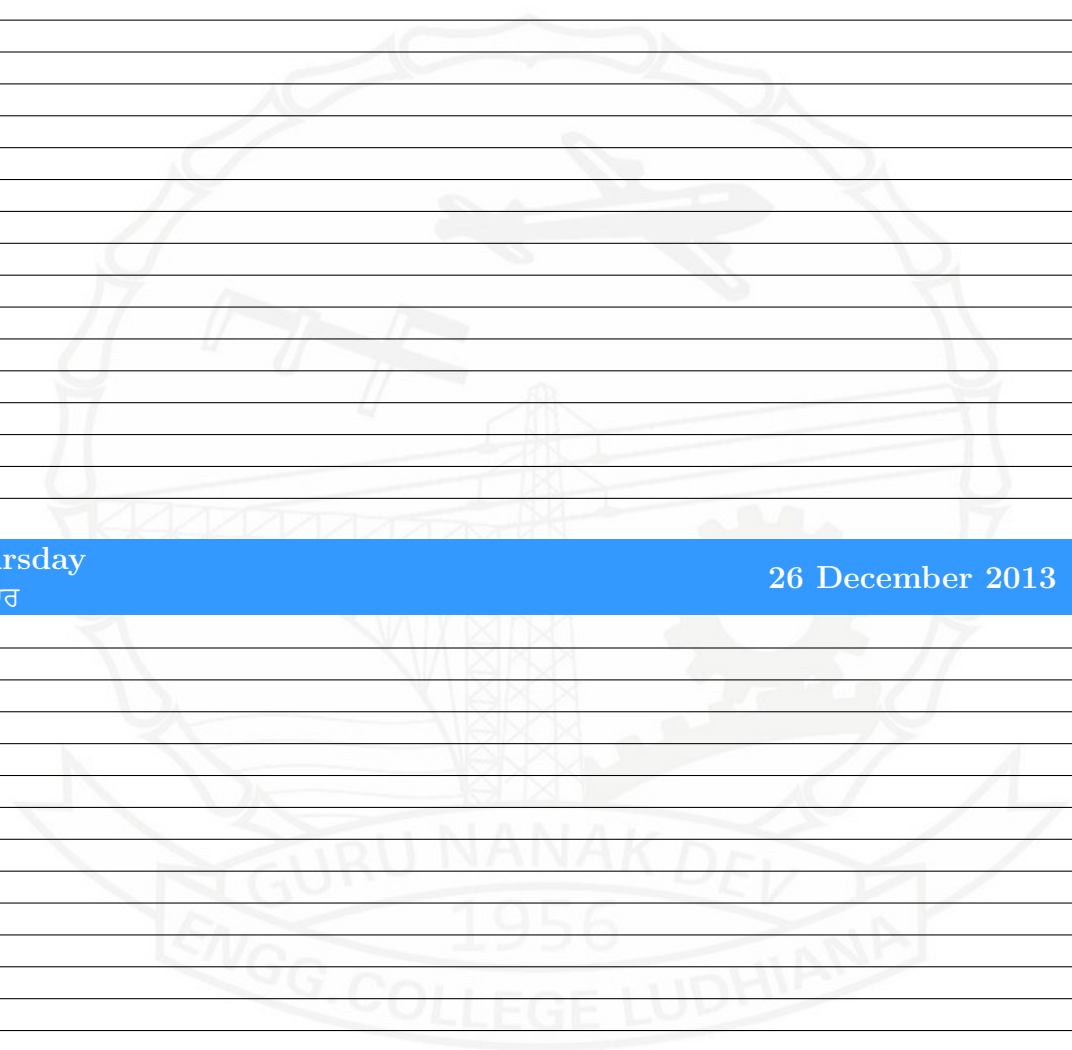 rsday
ਾਰ
26 December 2013
GURU NANAK DEV
1956
ENGG. COLLEGE LUDHIANA